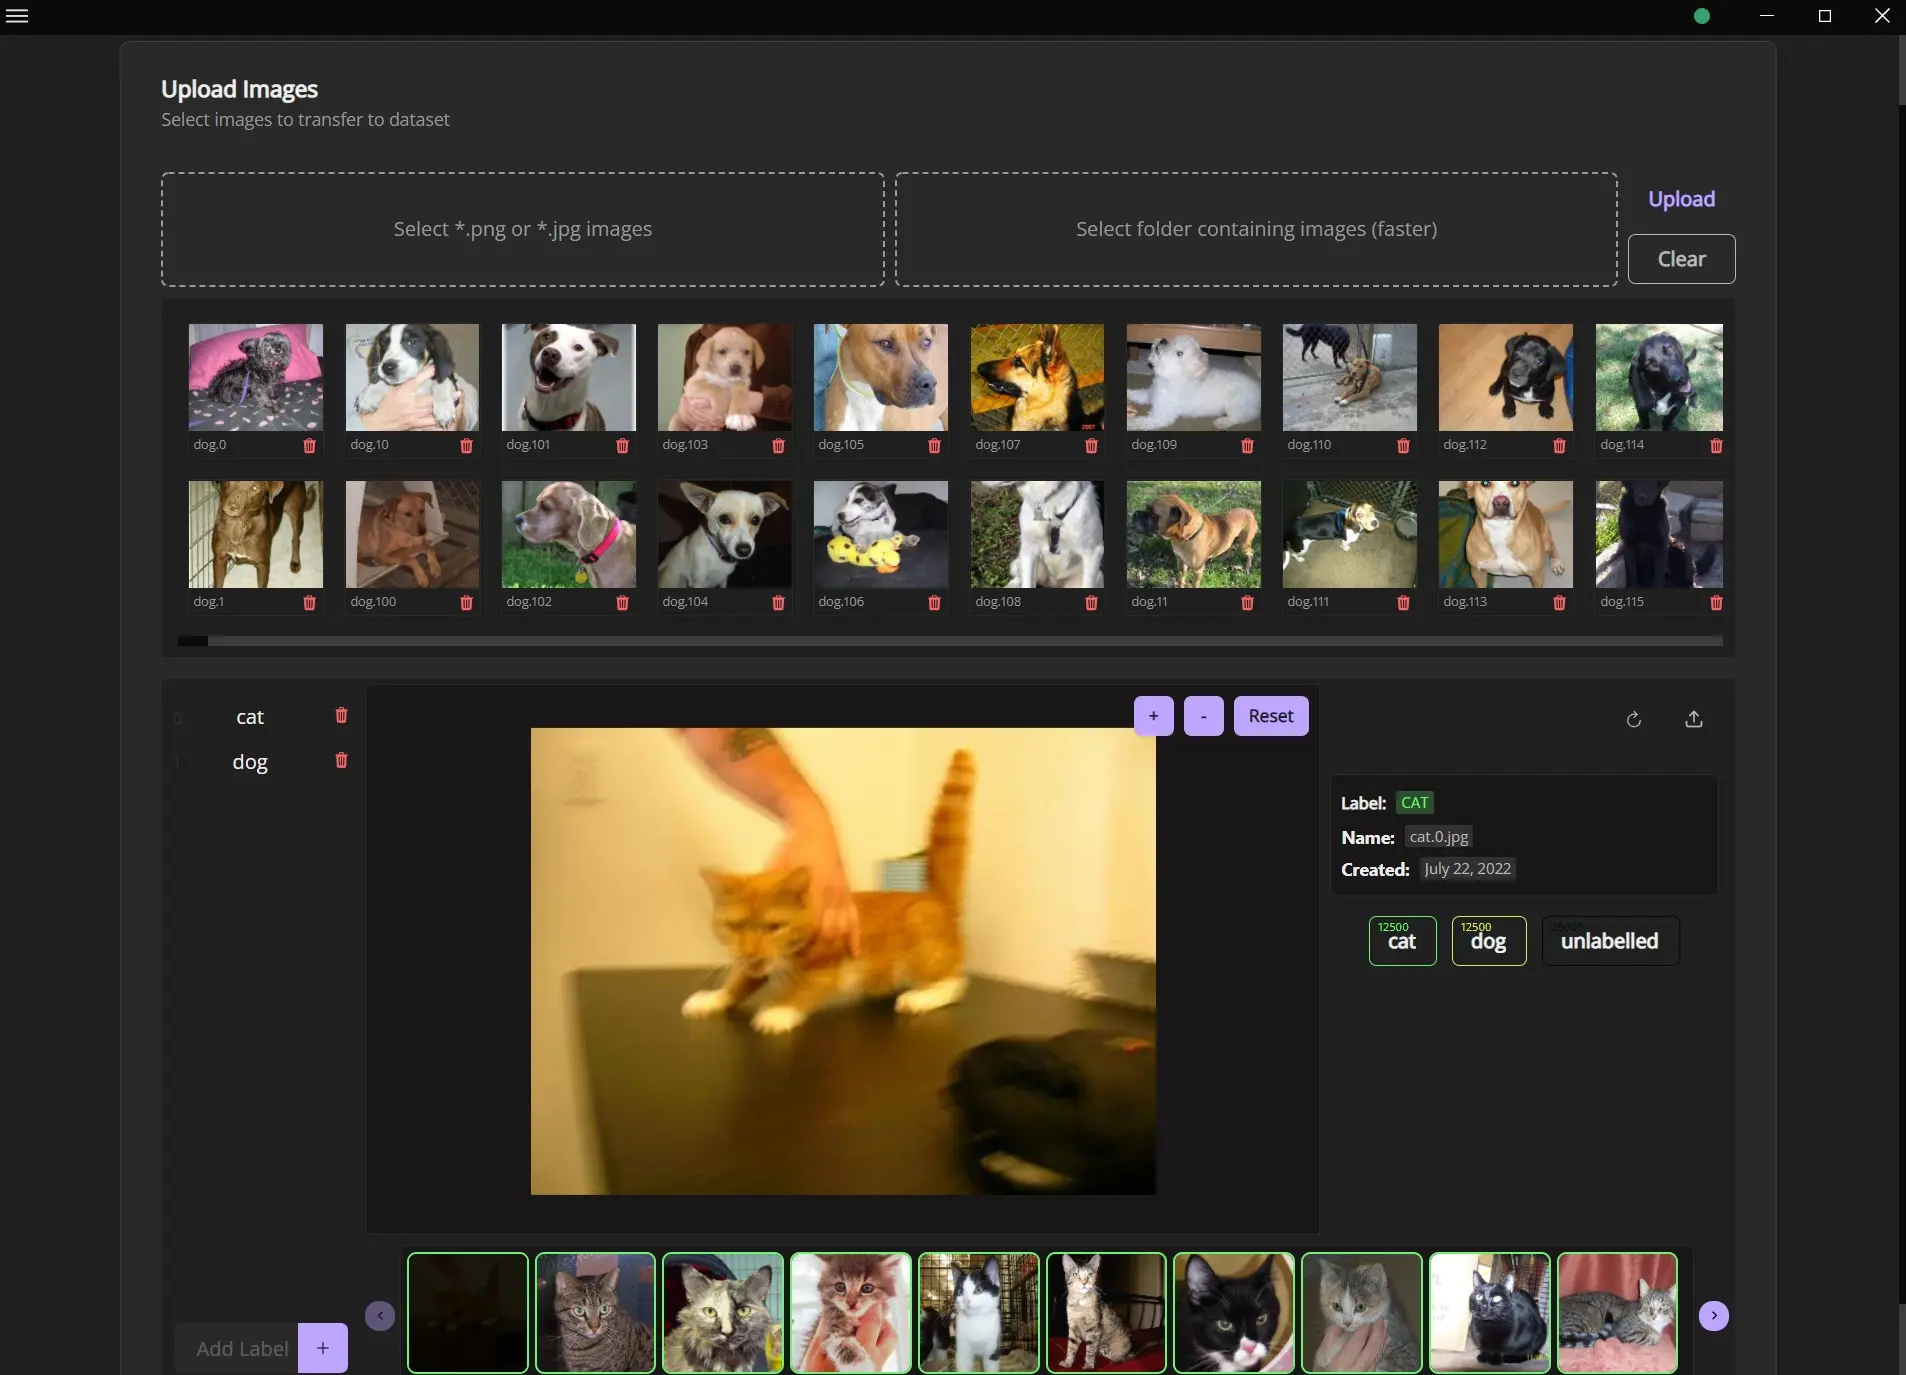 Upload Images
Select images to transfer to dataset
Select *.png or *.jpg images
Select folder containing images (faster)
Upload
Clear
dog.0
dog.10
dog.101
dog.103
dog.105
dog.107
dog.109
dog.110
dog.112
dog.114
dog.1
dog.100
dog.102
dog.104
dog.106
dog.108
dog.11
dog.111
dog.113
dog.115
0 cat
1 dog
+
-
Reset
Label: CAT
Name: cat.0.jpg
Created: July 22, 2022
12500
cat
12500
dog
unlabelled
Add Label
+